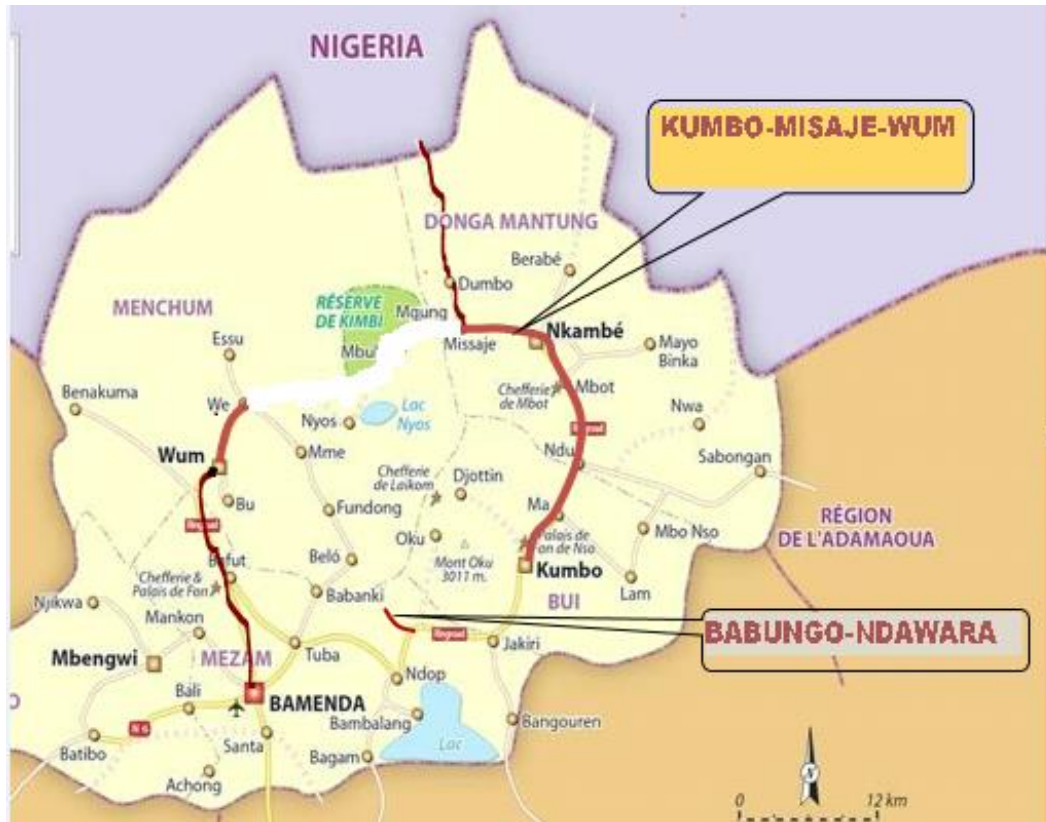 NIGERIA
KUMBO-MISAJE-WUM
DONGA MANTUNG
Berabé
Dumbo
MENCHUM
RÉSERVE
DE KIMBI
Mgung
Nkambé
Missaje
Mayo
Binka
Essu
Mbu
Benakuma
Chefferie
de Mbot
Mbot
We
Nyos
Lac
Nyos
Nwa
Wum
Mme
Ndu
Sabongan
Chefferie
de Laikom
Djottin
Bu
Fundong
Ma
Mbo Nso
RÉGION
DE L'ADAMAOUA
Oku
Palais de
on de Nso
Bafut
Beló
Mont Oku
3011 m.
Kumbo
Lam
Chefferie &
Palais de Fon
Babanki
BUI
Njikwa
Mankon
BABUNGO-NDAWARA
Jakiri
Mbengwi
MEZAM
Tuba
Ndop
Bali
BAMENDA
N 6
Bambalang
Bangouren
Batibo
Santa
Lac
Bagam
Achong
N
0 12 km